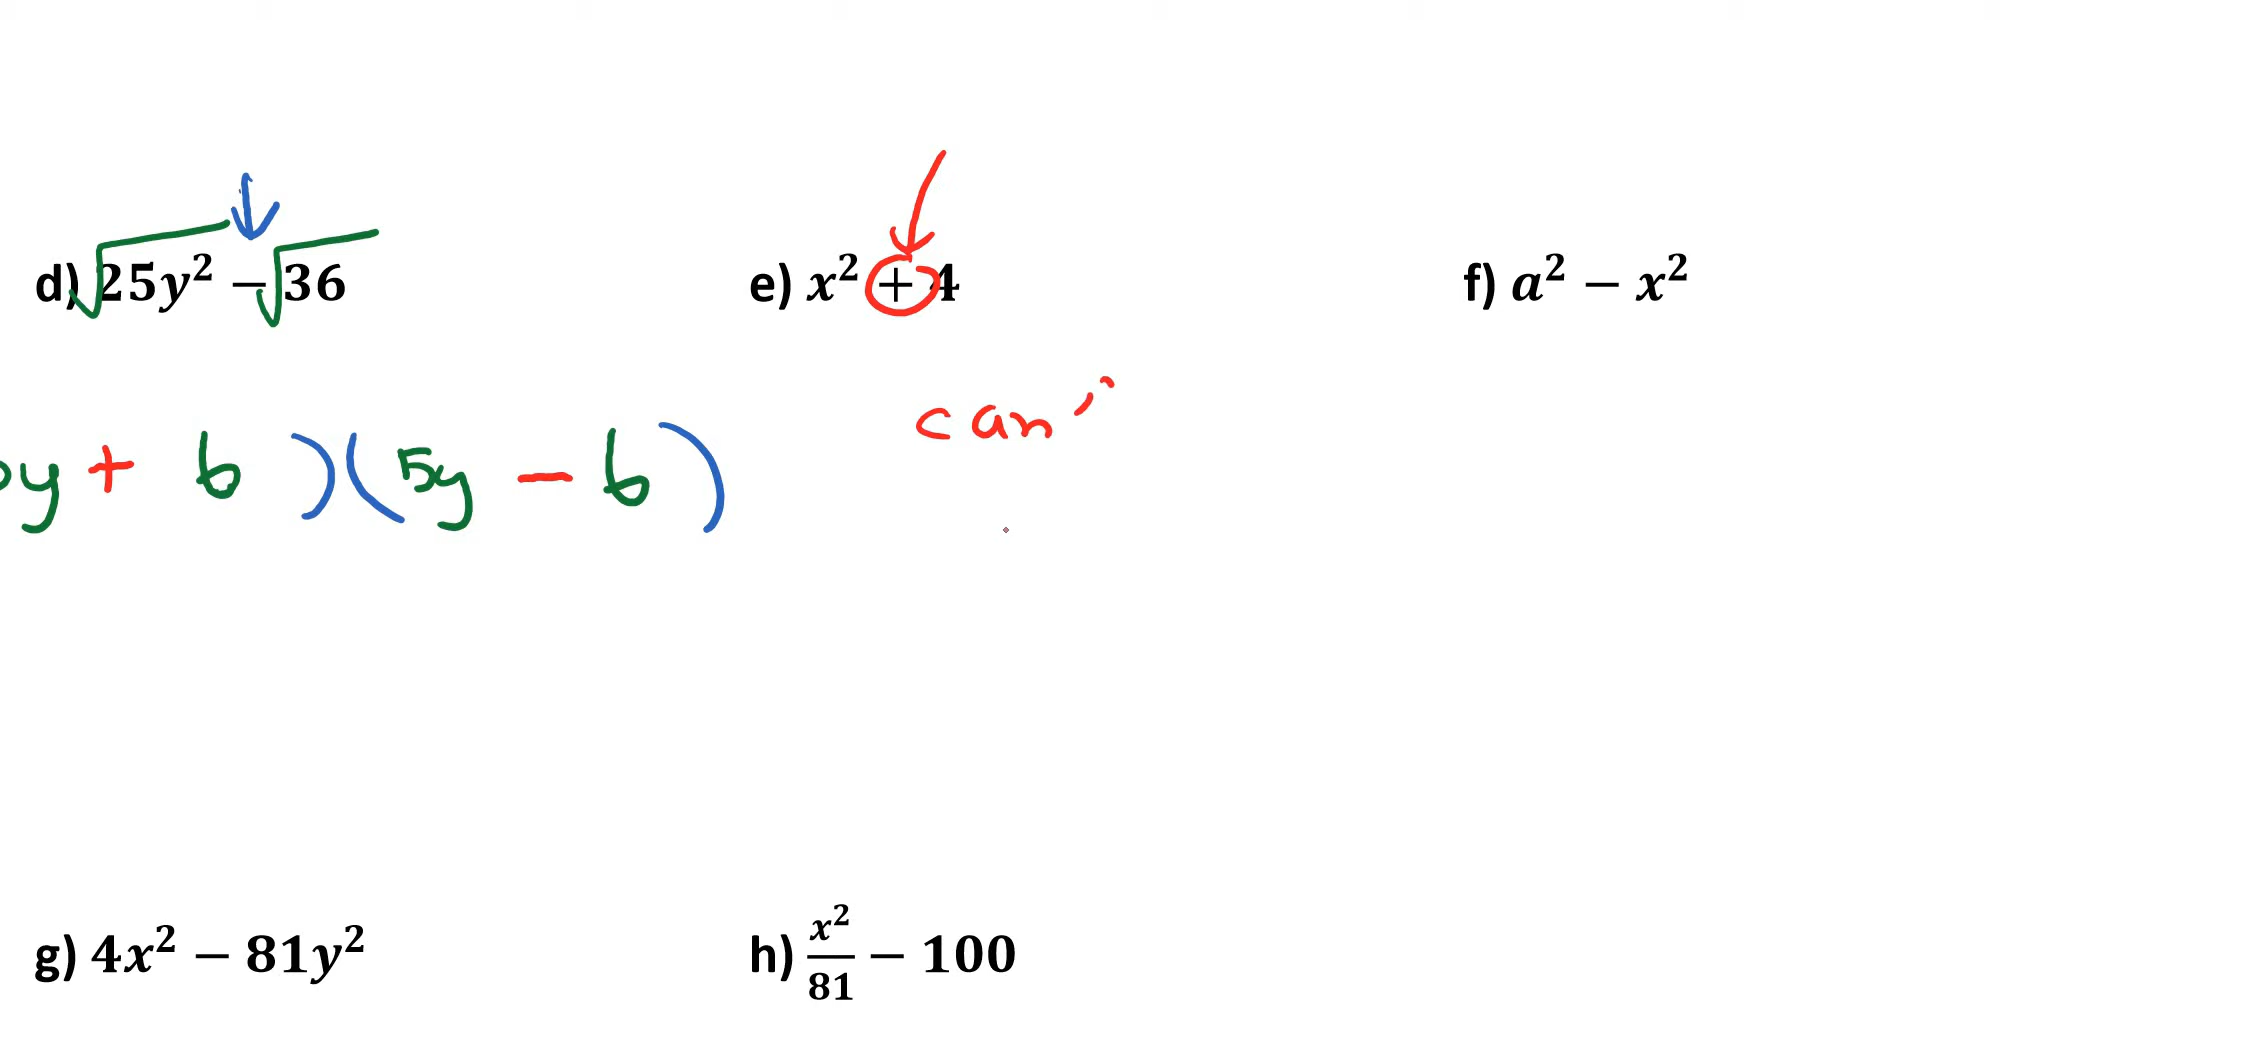 d) √25y² − √36
e) x² + 4
f) a² − x²
can'
y + 6 )( 5y − 6 )
g) 4x² − 81y²
h) x²/81 − 100